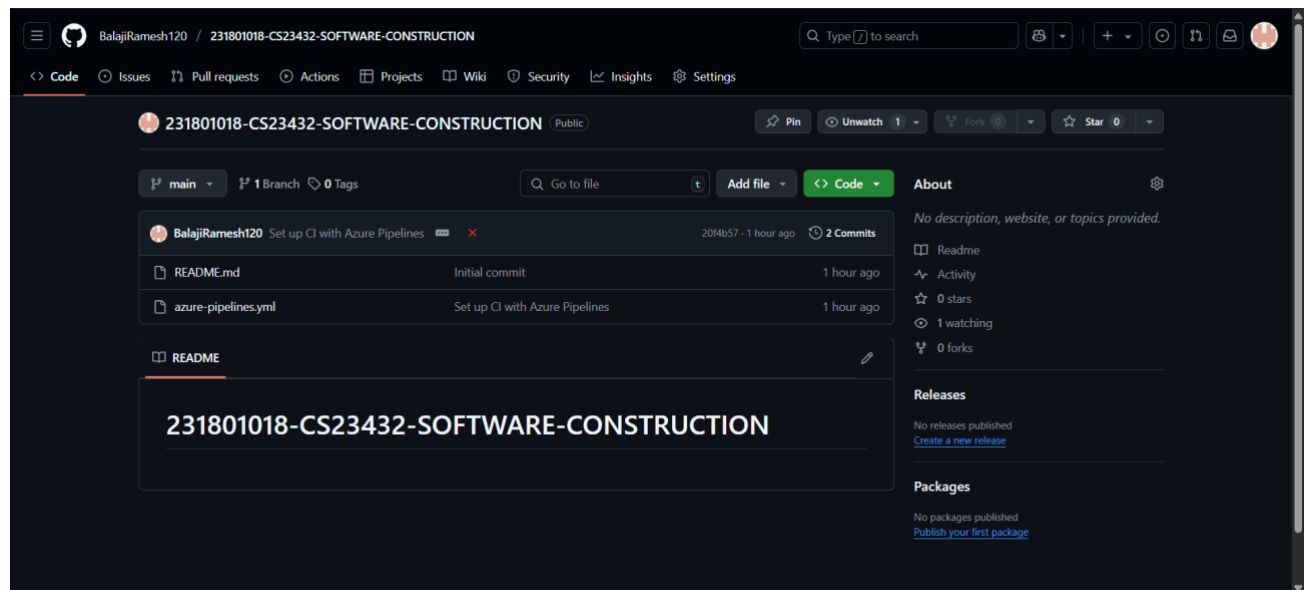 BalajiRamesh120 / 231801018-CS23432-SOFTWARE-CONSTRUCTION
Type / to search
Code Issues Pull requests Actions Projects Wiki Security Insights Settings
231801018-CS23432-SOFTWARE-CONSTRUCTION Public
Pin Unwatch 1 Fork 0 Star 0
main 1 Branch 0 Tags
Go to file t
Add file Code
BalajiRamesh120 Set up CI with Azure Pipelines 20f4b57 · 1 hour ago 2 Commits
README.md Initial commit 1 hour ago
azure-pipelines.yml Set up CI with Azure Pipelines 1 hour ago
README
231801018-CS23432-SOFTWARE-CONSTRUCTION
About
No description, website, or topics provided.
Readme
Activity
0 stars
1 watching
0 forks
Releases
No releases published
Create a new release
Packages
No packages published
Publish your first package